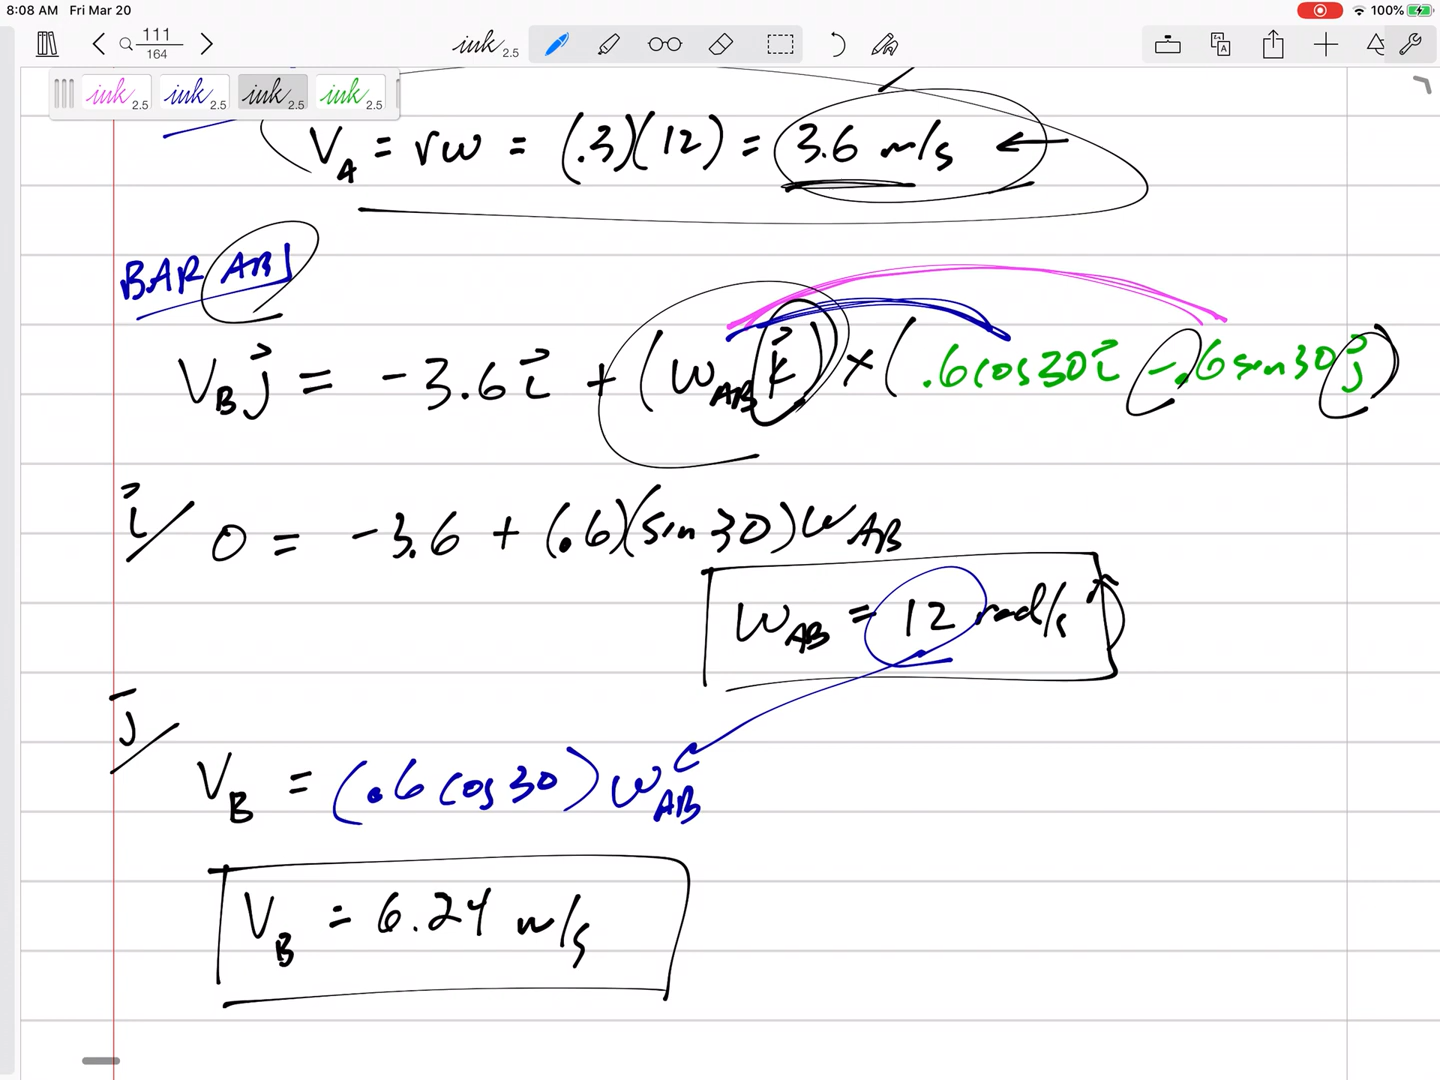 8:08 AM Fri Mar 20 100%
111
164
ink 2.5
ink 2.5 ink 2.5 ink 2.5 ink 2.5
V_A = rω = (.3)(12) = 3.6 m/s ←
BAR AB
V_B j⃗ = -3.6 i⃗ + (ω_AB k⃗) × (.6cos30 i⃗ - .6sin30 j⃗)
i⃗/ 0 = -3.6 + (.6)(sin30)ω_AB
ω_AB = 12 rad/s
j/
V_B = (.6cos30)ω_AB
V_B = 6.24 m/s